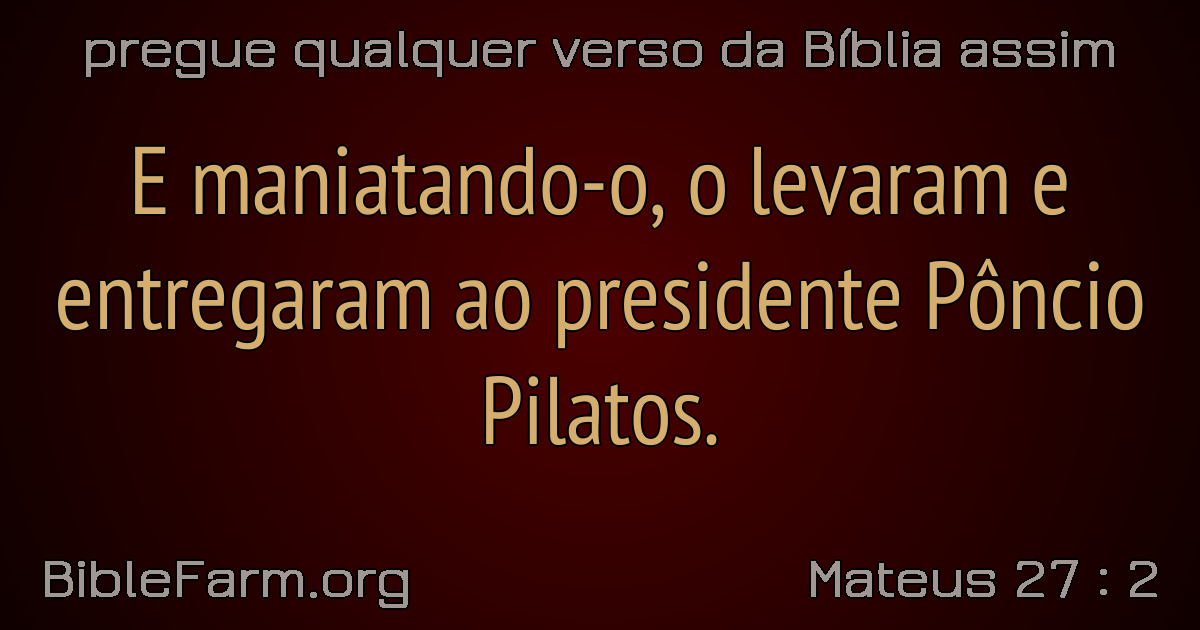 pregue qualquer verso da Bíblia assim
E maniatando-o, o levaram e
entregaram ao presidente Pôncio
Pilatos.
BibleFarm.org
Mateus 27 : 2